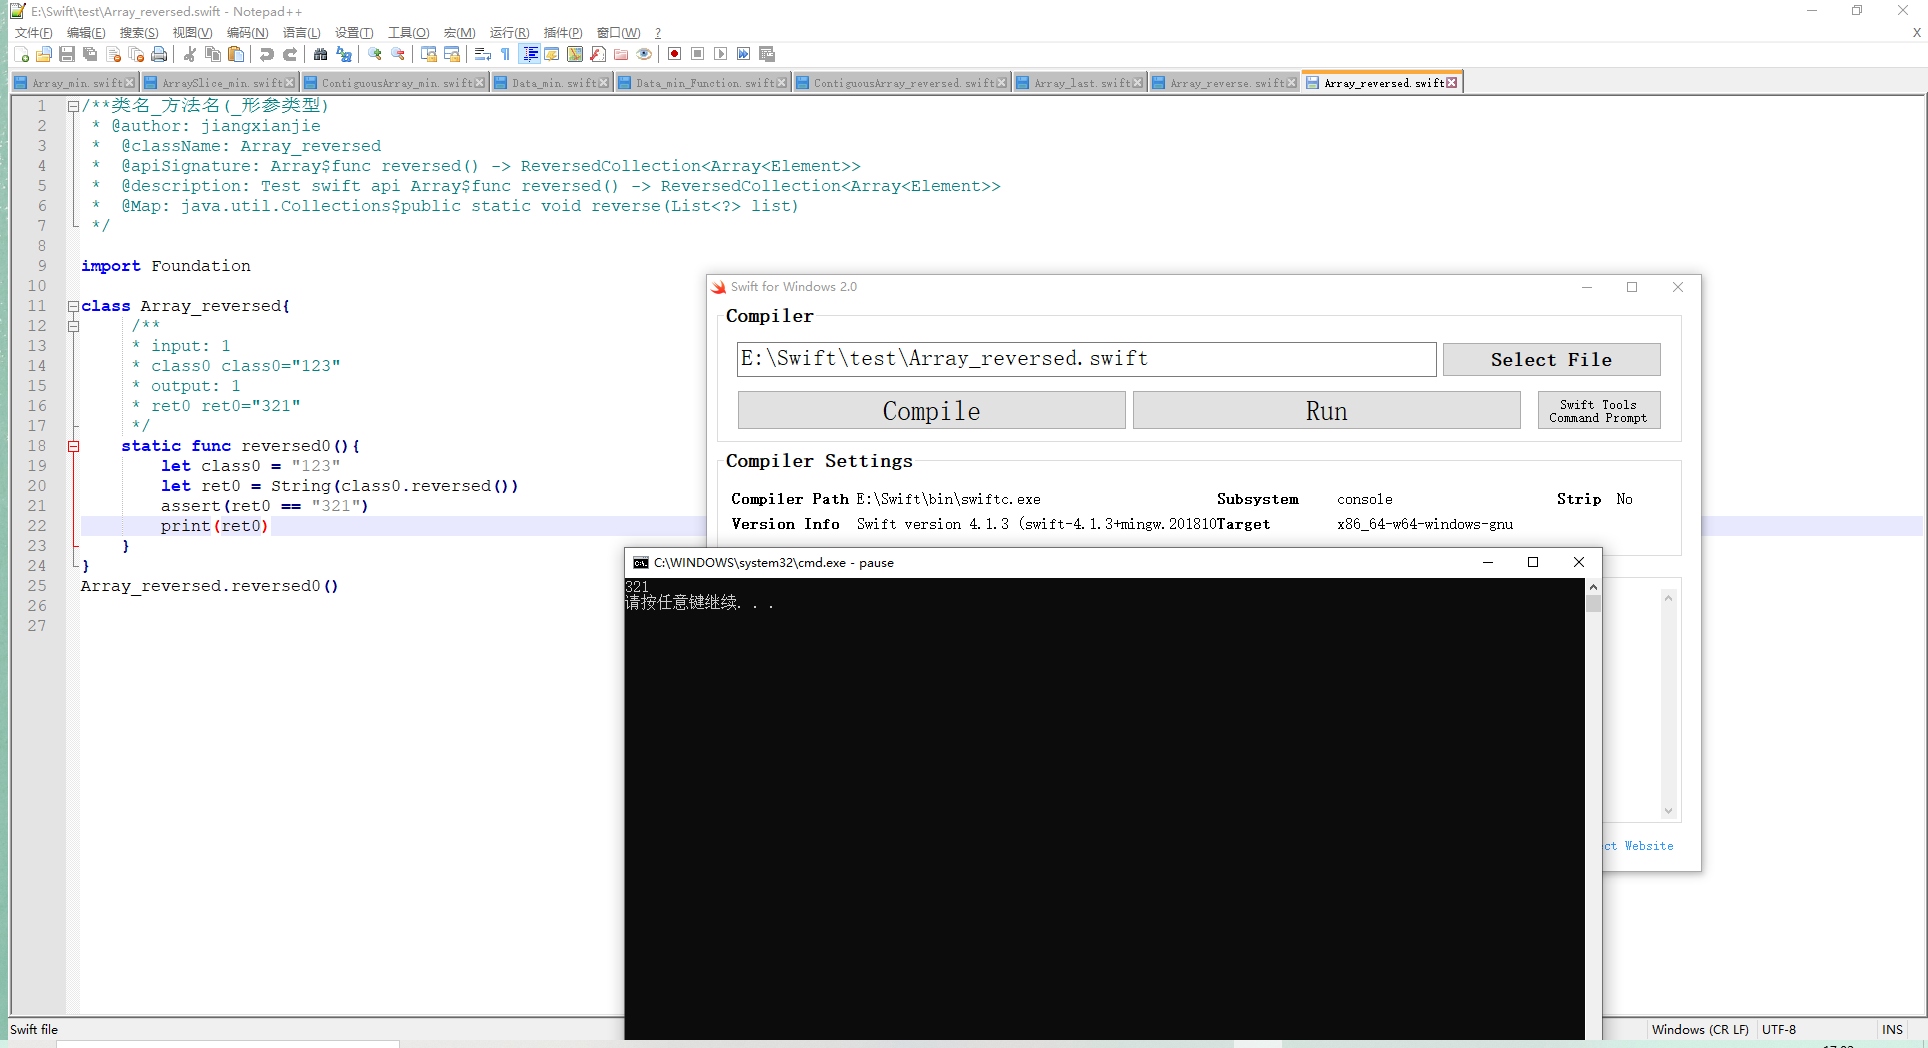 E:\Swift\test\Array_reversed.swift - Notepad++
文件(F) 编辑(E) 搜索(S) 视图(V) 编码(N) 语言(L) 设置(T) 工具(O) 宏(M) 运行(R) 插件(P) 窗口(W) ?
X
Array_min.swift ArraySlice_min.swift ContiguousArray_min.swift Data_min.swift Data_min_Function.swift ContiguousArray_reversed.swift Array_last.swift Array_reverse.swift Array_reversed.swift
1 /**类名_方法名(_形参类型)
2 * @author: jiangxianjie
3 * @className: Array_reversed
4 * @apiSignature: Array$func reversed() -> ReversedCollection<Array<Element>>
5 * @description: Test swift api Array$func reversed() -> ReversedCollection<Array<Element>>
6 * @Map: java.util.Collections$public static void reverse(List<?> list)
7 */
8
9 import Foundation
10
11 class Array_reversed{
12 /**
13 * input: 1
14 * class0 class0="123"
15 * output: 1
16 * ret0 ret0="321"
17 */
18 static func reversed0(){
19 let class0 = "123"
20 let ret0 = String(class0.reversed())
21 assert(ret0 == "321")
22 print(ret0)
23 }
24 }
25 Array_reversed.reversed0()
26
27
Swift for Windows 2.0
Compiler
E:\Swift\test\Array_reversed.swift
Select File
Compile
Run
Swift Tools
Command Prompt
Compiler Settings
Compiler Path E:\Swift\bin\swiftc.exe Subsystem console Strip No
Version Info Swift version 4.1.3 (swift-4.1.3+mingw.201810 Target x86_64-w64-windows-gnu
C:\WINDOWS\system32\cmd.exe - pause
321
请按任意键继续. . .
ct Website
Swift file
Windows (CR LF) UTF-8 INS